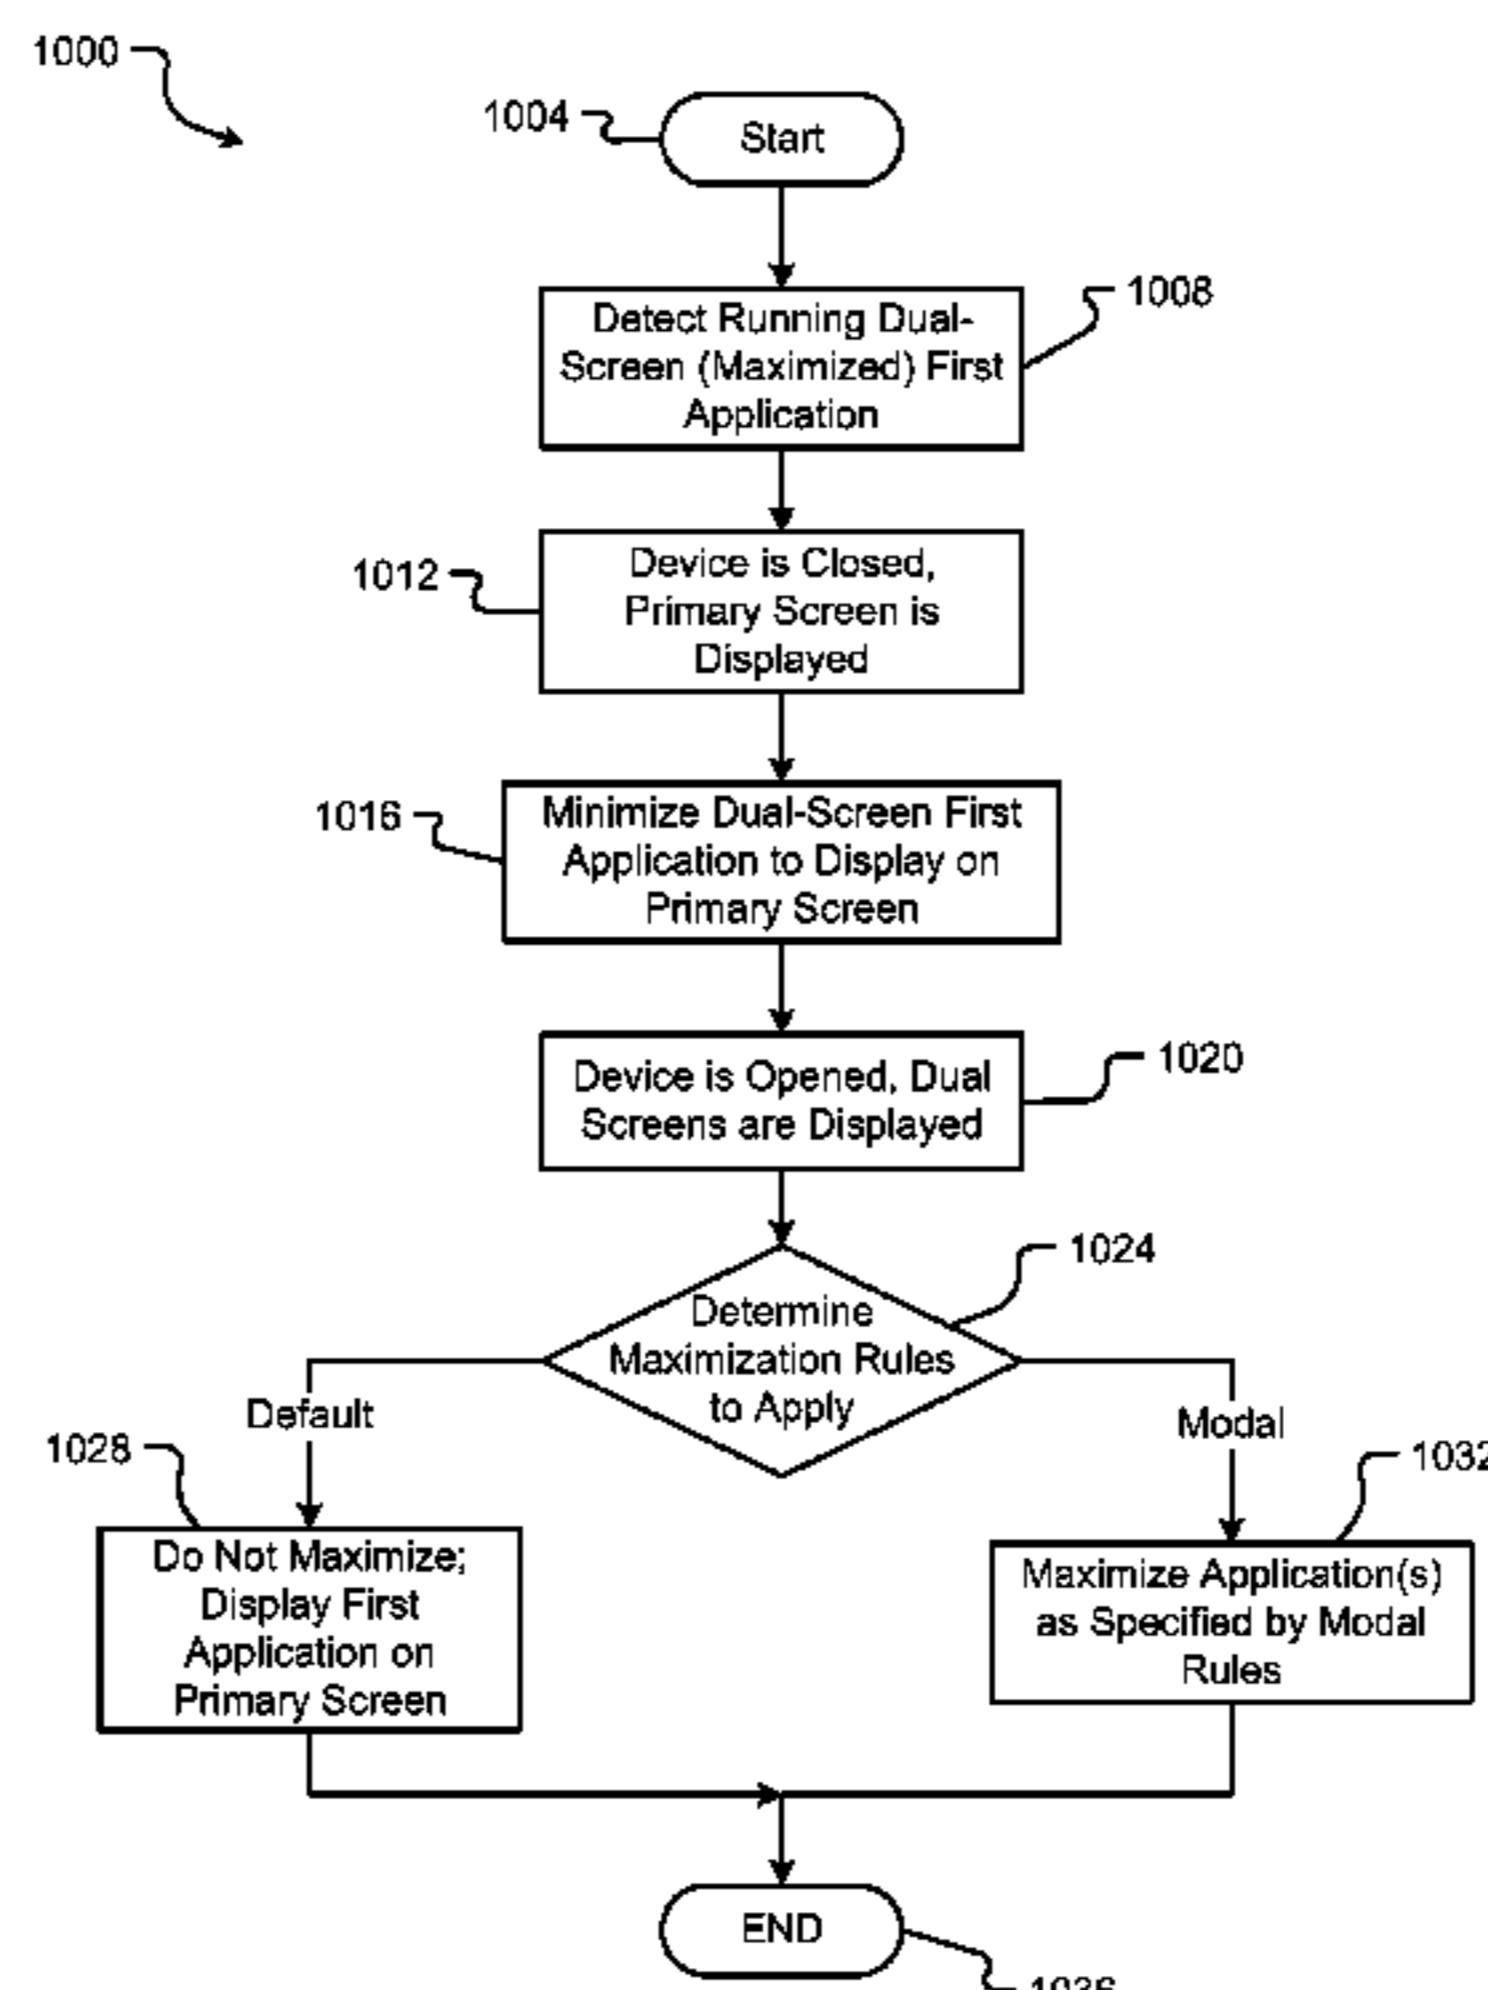 1000
1004
Start
1008
Detect Running Dual-
Screen (Maximized) First
Application
1012
Device is Closed,
Primary Screen is
Displayed
1016
Minimize Dual-Screen First
Application to Display on
Primary Screen
1020
Device is Opened, Dual
Screens are Displayed
1024
Determine
Maximization Rules
to Apply
Default
Modal
1028
1032
Do Not Maximize;
Display First
Application on
Primary Screen
Maximize Application(s)
as Specified by Modal
Rules
END
1036